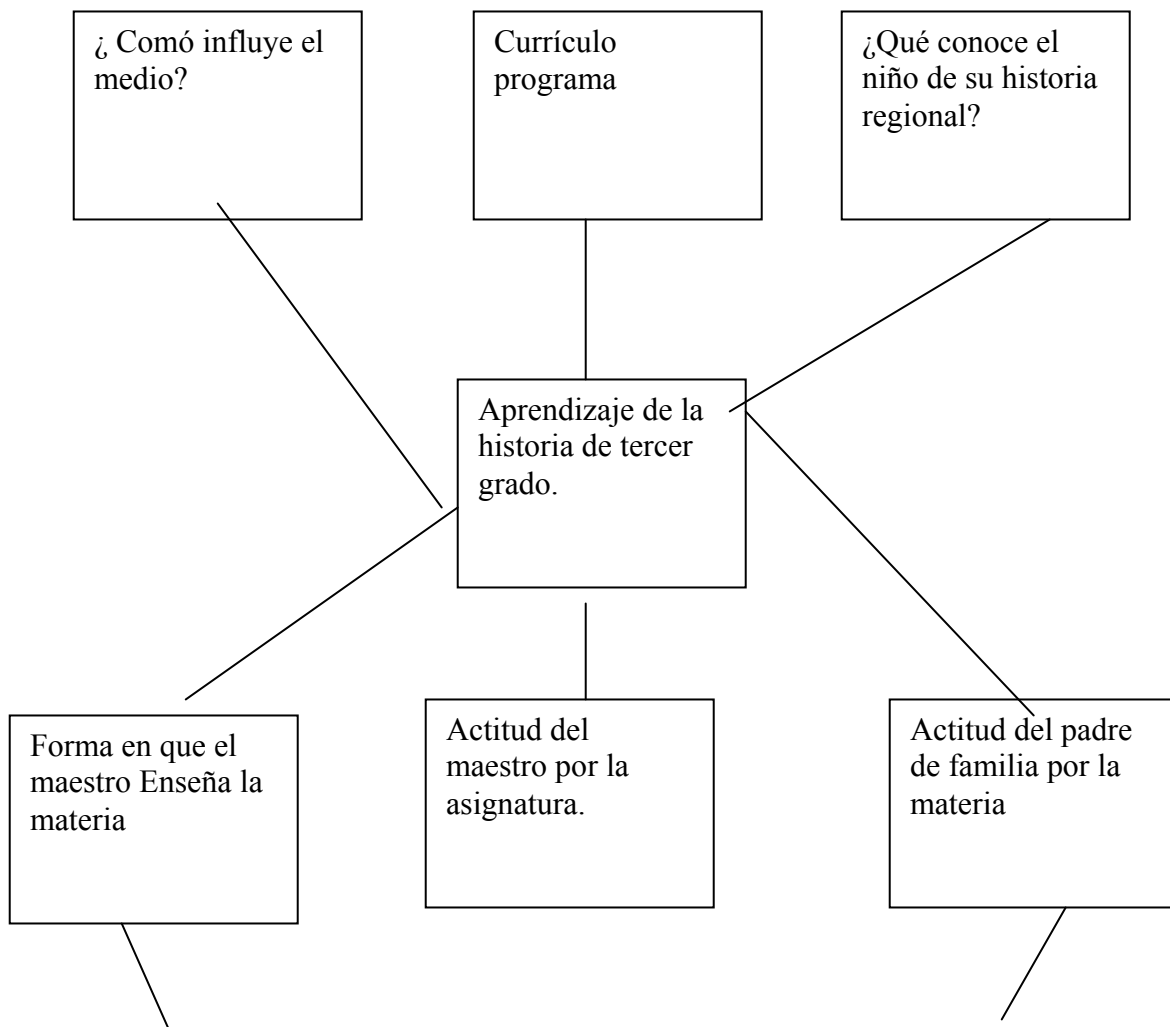 ¿ Comó influye el
medio?
Currículo
programa
¿Qué conoce el
niño de su historia
regional?
Aprendizaje de la
historia de tercer
grado.
Forma en que el
maestro Enseña la
materia
Actitud del
maestro por la
asignatura.
Actitud del padre
de familia por la
materia